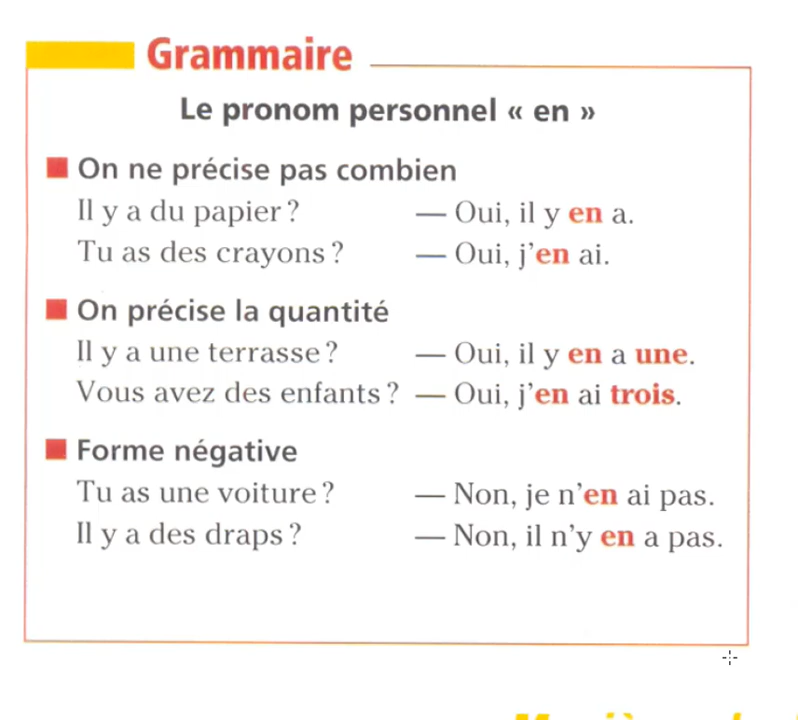 Grammaire
Le pronom personnel « en »
On ne précise pas combien
Il y a du papier ? — Oui, il y en a.
Tu as des crayons ? — Oui, j’en ai.
On précise la quantité
Il y a une terrasse ? — Oui, il y en a une.
Vous avez des enfants ? — Oui, j’en ai trois.
Forme négative
Tu as une voiture ? — Non, je n’en ai pas.
Il y a des draps ? — Non, il n’y en a pas.